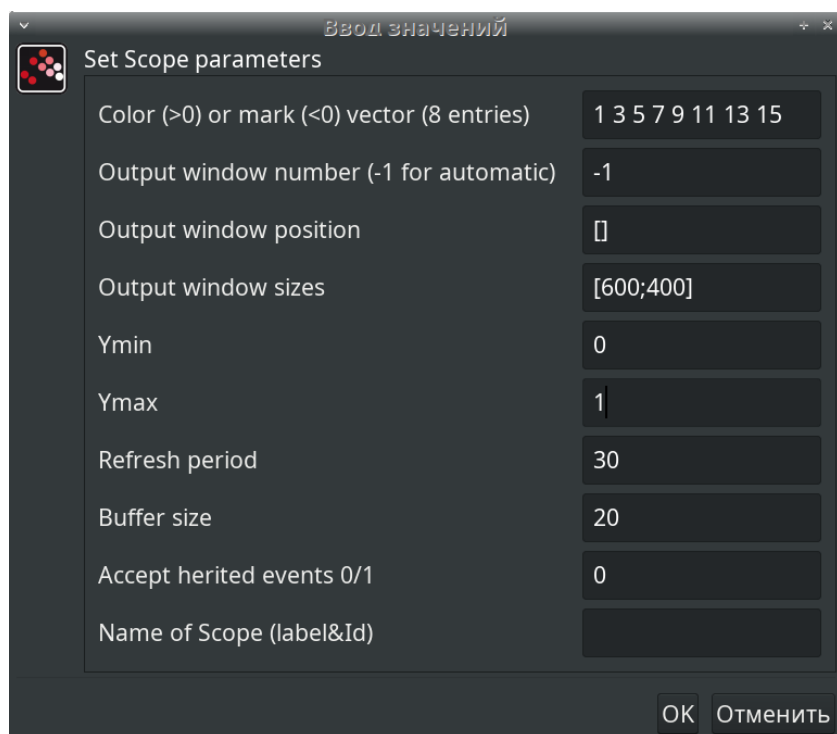 Ввод значений
Set Scope parameters
Color (>0) or mark (<0) vector (8 entries) 1 3 5 7 9 11 13 15
Output window number (-1 for automatic) -1
Output window position []
Output window sizes [600;400]
Ymin 0
Ymax 1
Refresh period 30
Buffer size 20
Accept herited events 0/1 0
Name of Scope (label&Id)
OK Отменить